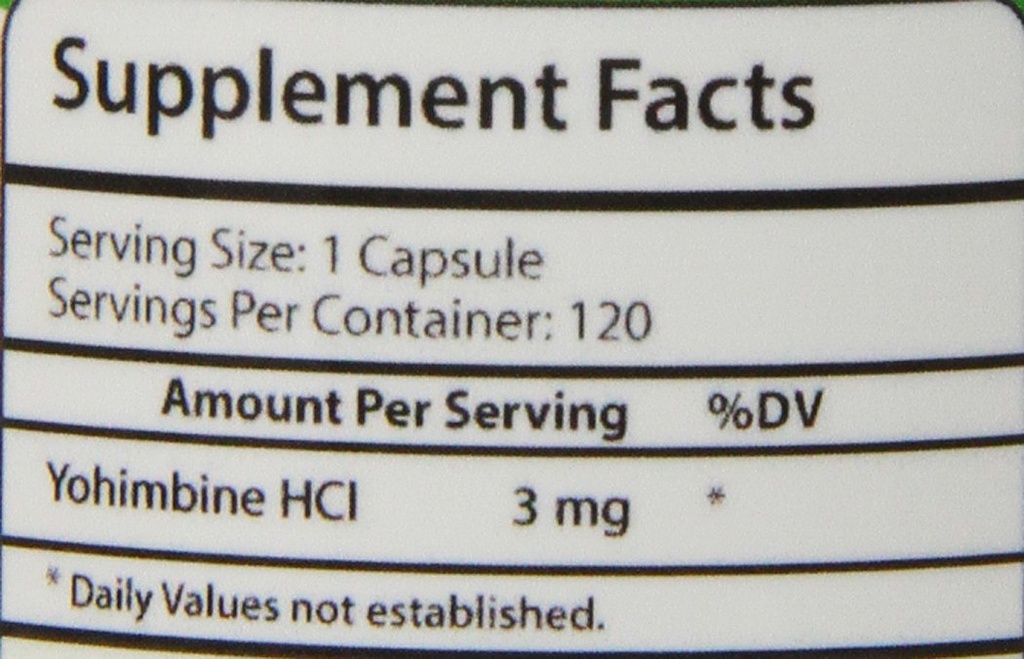 Supplement Facts
Serving Size: 1 Capsule
Servings Per Container: 120
Amount Per Serving %DV
Yohimbine HCl 3 mg *
* Daily Values not established.